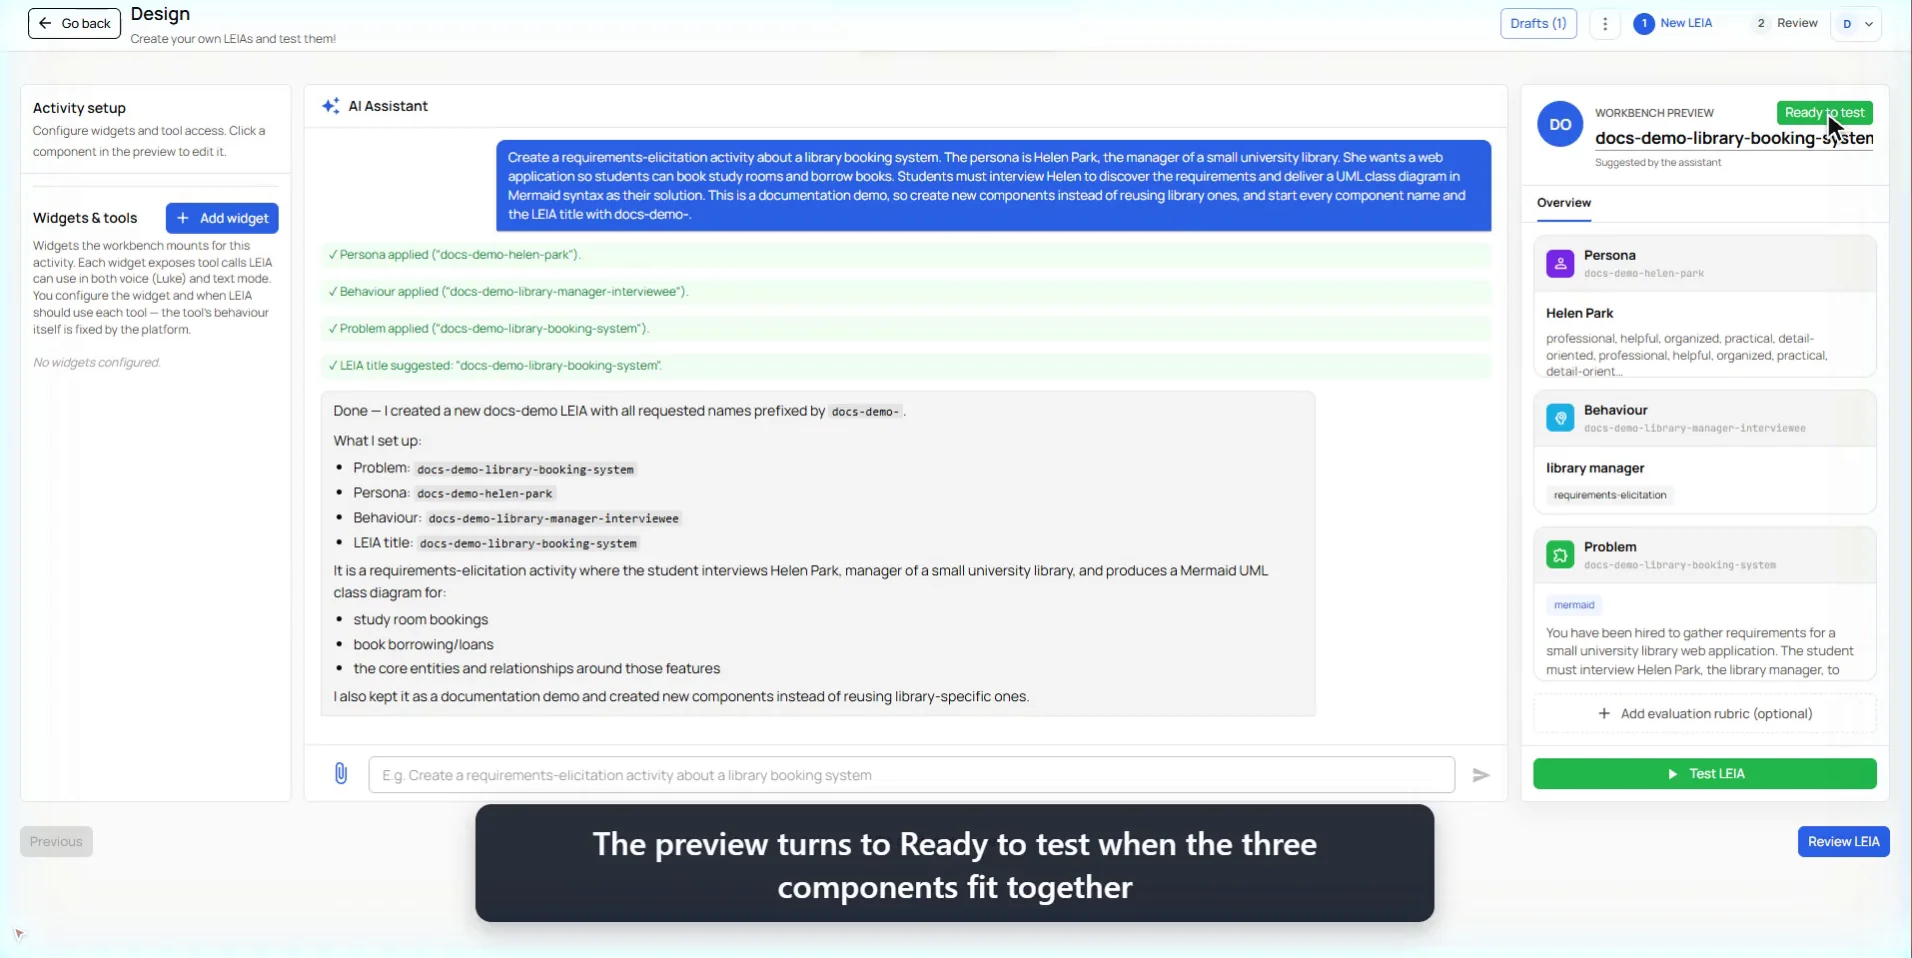 Go back
Design
Create your own LEIAs and test them!
Drafts (1)
1 New LEIA
2 Review
D
Activity setup
Configure widgets and tool access. Click a
component in the preview to edit it.
Widgets & tools
+ Add widget
Widgets the workbench mounts for this
activity. Each widget exposes tool calls LEIA
can use in both voice (Luke) and text mode.
You configure the widget and when LEIA
should use each tool — the tool's behaviour
itself is fixed by the platform.
No widgets configured.
AI Assistant
Create a requirements-elicitation activity about a library booking system. The persona is Helen Park, the manager of a small university library. She wants a web
application so students can book study rooms and borrow books. Students must interview Helen to discover the requirements and deliver a UML class diagram in
Mermaid syntax as their solution. This is a documentation demo, so create new components instead of reusing library ones, and start every component name and
the LEIA title with docs-demo-.
✓ Persona applied ("docs-demo-helen-park").
✓ Behaviour applied ("docs-demo-library-manager-interviewee").
✓ Problem applied ("docs-demo-library-booking-system").
✓ LEIA title suggested: "docs-demo-library-booking-system".
Done — I created a new docs-demo LEIA with all requested names prefixed by docs-demo-.
What I set up:
• Problem: docs-demo-library-booking-system
• Persona: docs-demo-helen-park
• Behaviour: docs-demo-library-manager-interviewee
• LEIA title: docs-demo-library-booking-system
It is a requirements-elicitation activity where the student interviews Helen Park, manager of a small university library, and produces a Mermaid UML
class diagram for:
• study room bookings
• book borrowing/loans
• the core entities and relationships around those features
I also kept it as a documentation demo and created new components instead of reusing library-specific ones.
E.g. Create a requirements-elicitation activity about a library booking system
DO
WORKBENCH PREVIEW
Ready to test
docs-demo-library-booking-system
Suggested by the assistant
Overview
Persona
docs-demo-helen-park
Helen Park
professional, helpful, organized, practical, detail-
oriented, professional, helpful, organized, practical,
detail-orient...
Behaviour
docs-demo-library-manager-interviewee
library manager
requirements-elicitation
Problem
docs-demo-library-booking-system
mermaid
You have been hired to gather requirements for a
small university library web application. The student
must interview Helen Park, the library manager, to
+ Add evaluation rubric (optional)
Test LEIA
Previous
Review LEIA
The preview turns to Ready to test when the three
components fit together